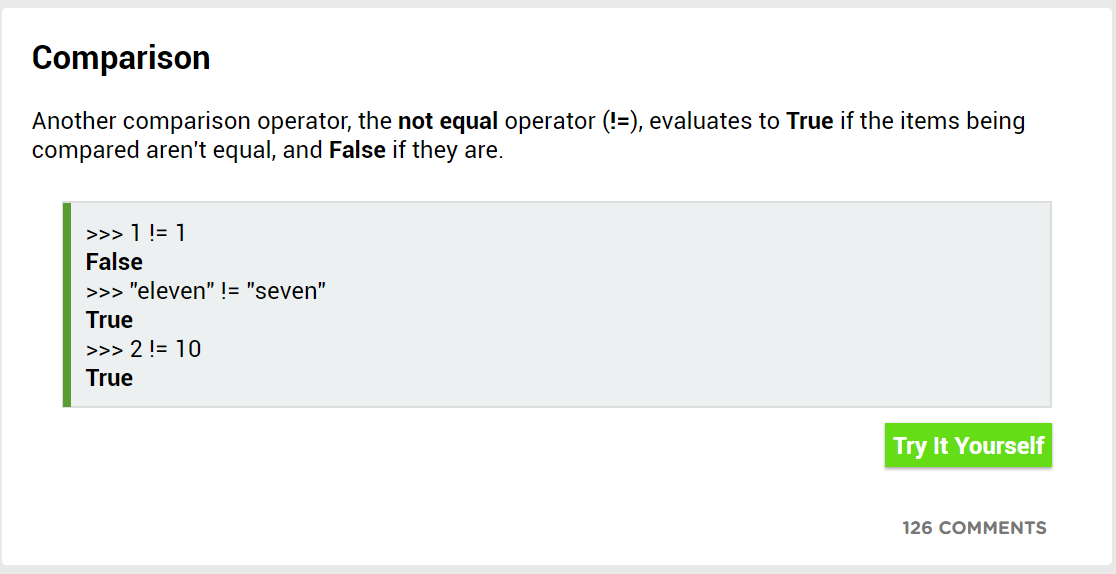 Comparison
Another comparison operator, the not equal operator (!=), evaluates to True if the items being
compared aren't equal, and False if they are.
>>> 1 != 1
False
>>> "eleven" != "seven"
True
>>> 2 != 10
True
Try It Yourself
126 COMMENTS